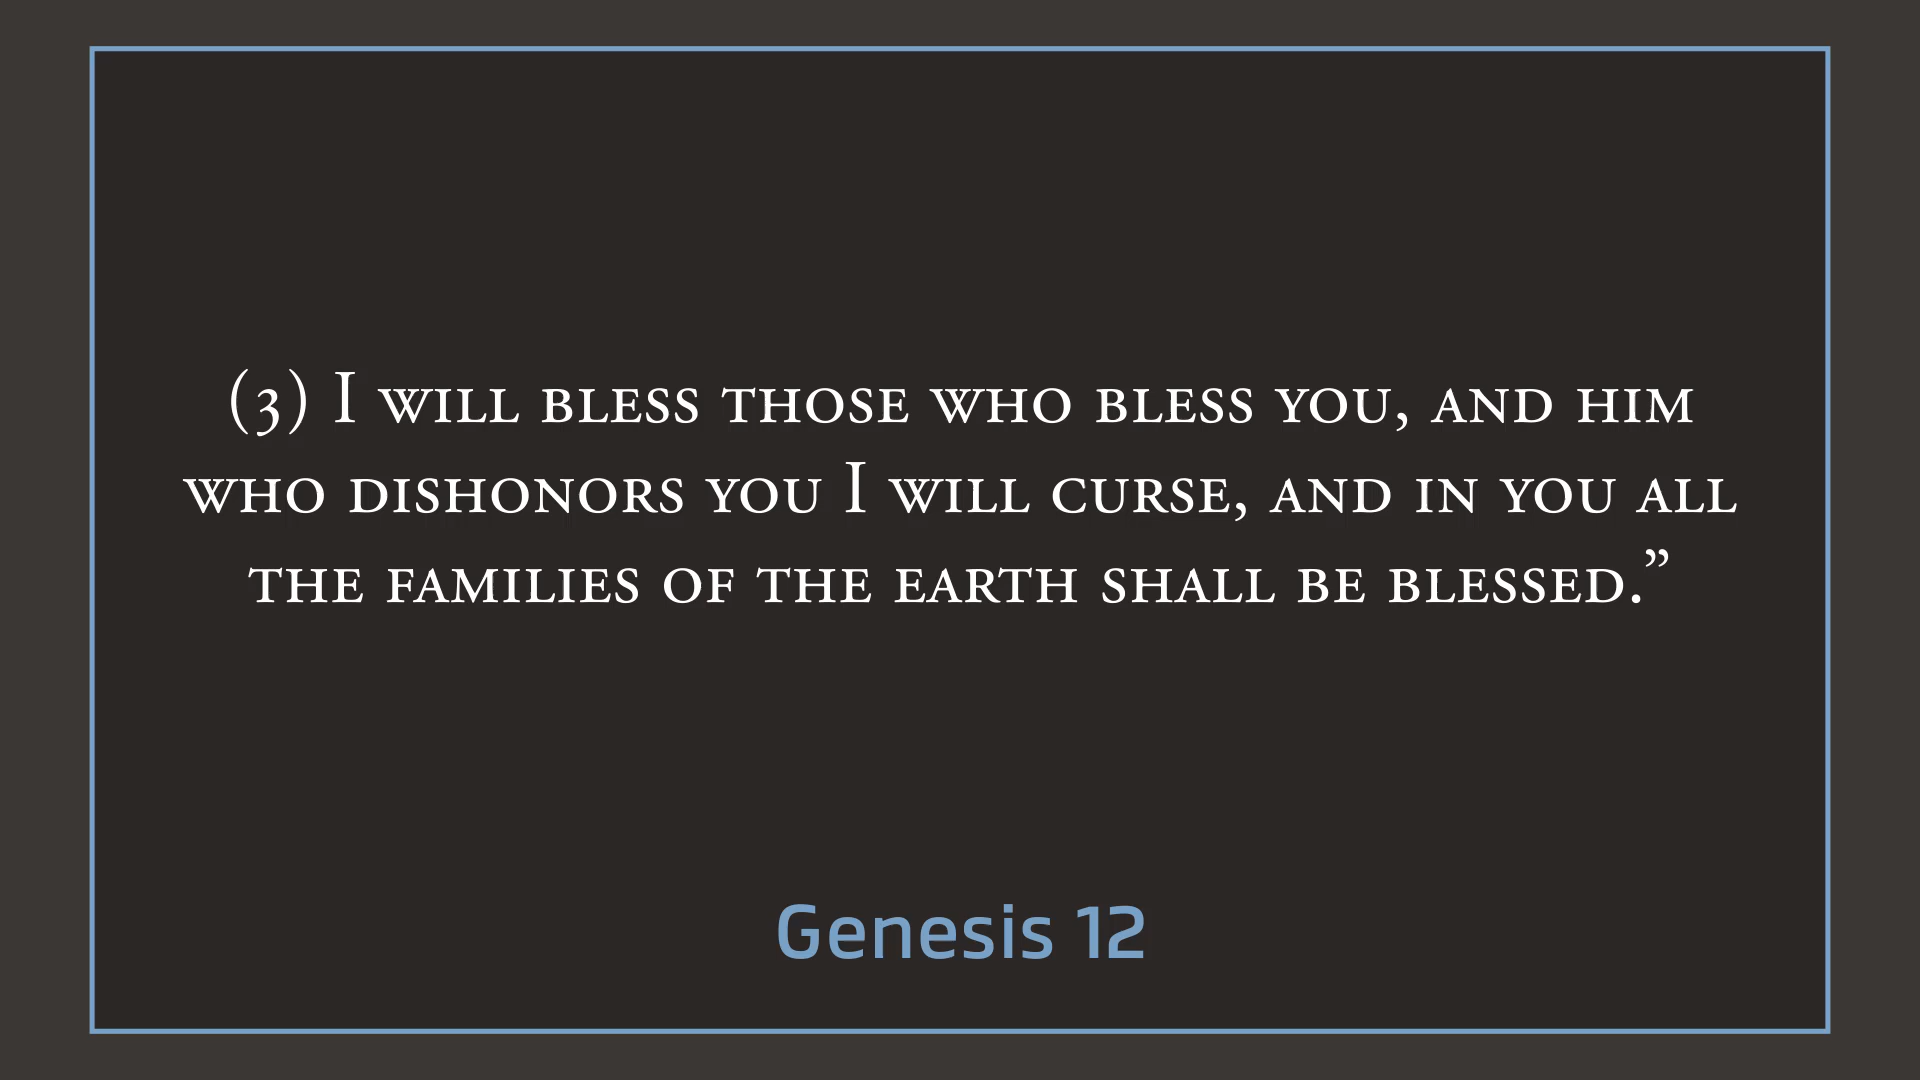 (3) I will bless those who bless you, and him
who dishonors you I will curse, and in you all
the families of the earth shall be blessed.”
Genesis 12